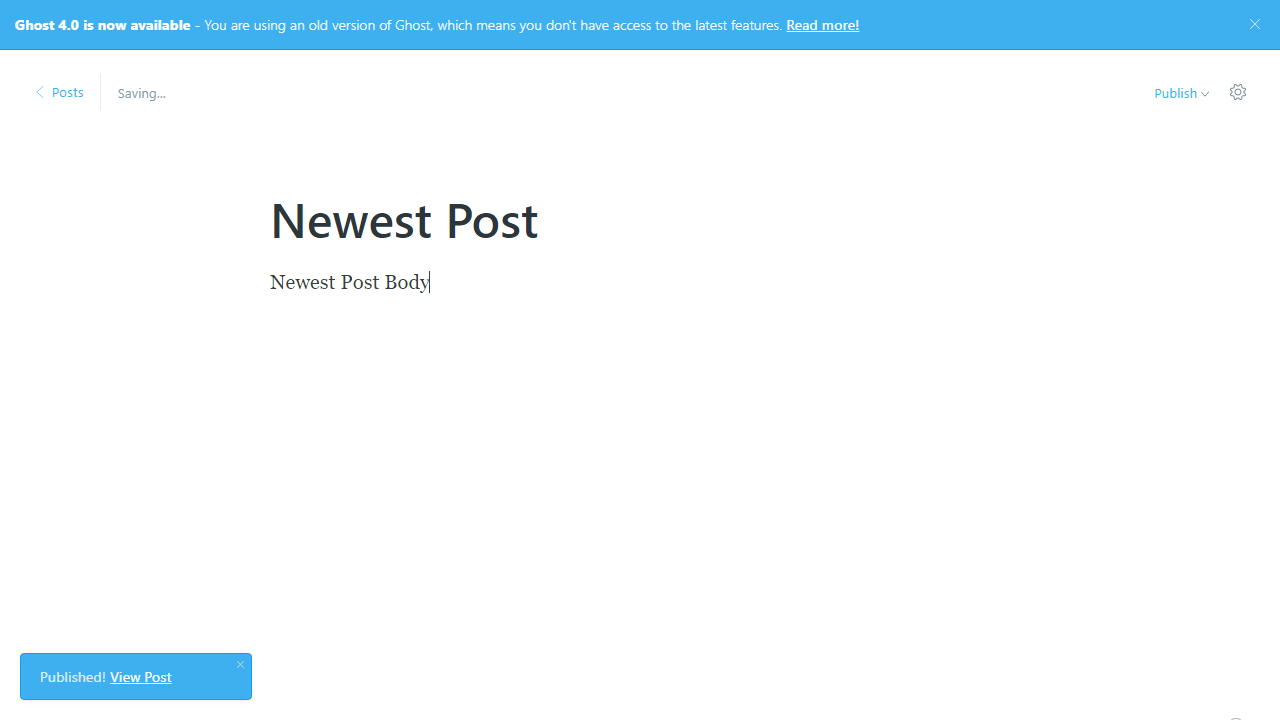 Ghost 4.0 is now available - You are using an old version of Ghost, which means you don't have access to the latest features. Read more!
Posts
Saving...
Publish
Newest Post
Newest Post Body
Published! View Post